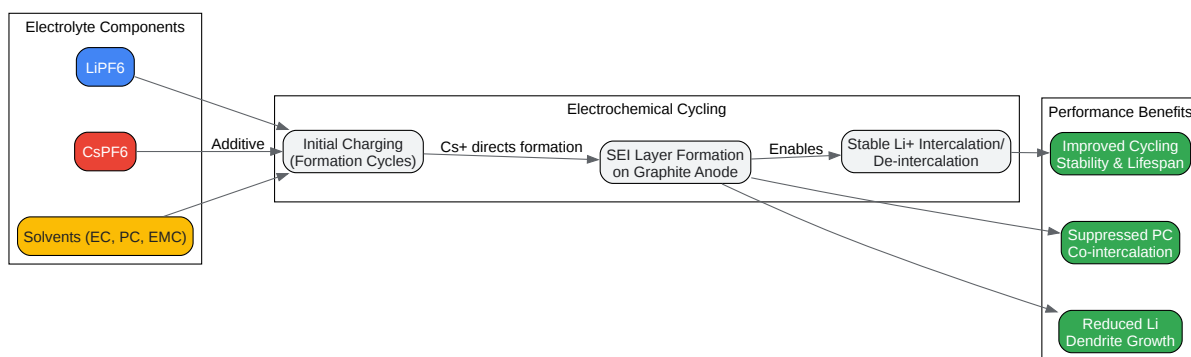 Electrolyte Components
LiPF6
CsPF6
Solvents (EC, PC, EMC)
Additive
Electrochemical Cycling
Initial Charging
(Formation Cycles)
Cs+ directs formation
SEI Layer Formation
on Graphite Anode
Enables
Stable Li+ Intercalation/
De-intercalation
Performance Benefits
Improved Cycling
Stability & Lifespan
Suppressed PC
Co-intercalation
Reduced Li
Dendrite Growth